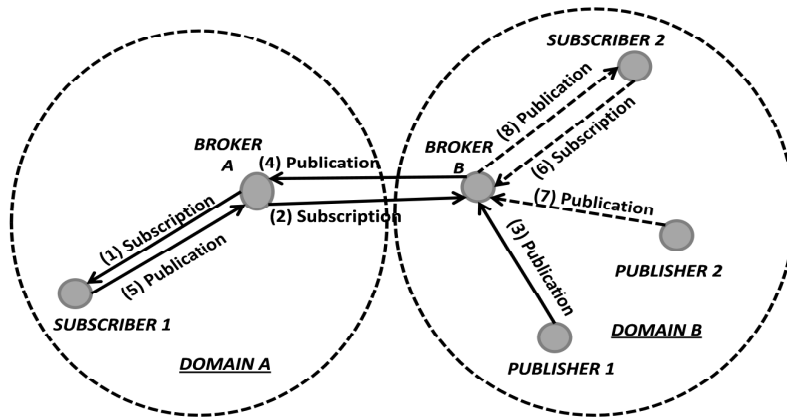 SUBSCRIBER 2
BROKER
A
(4) Publication
BROKER
B
(8) Publication
(6) Subscription
(2) Subscription
(7) Publication
(1) Subscription
(5) Publication
(3) Publication
PUBLISHER 2
SUBSCRIBER 1
DOMAIN B
DOMAIN A
PUBLISHER 1